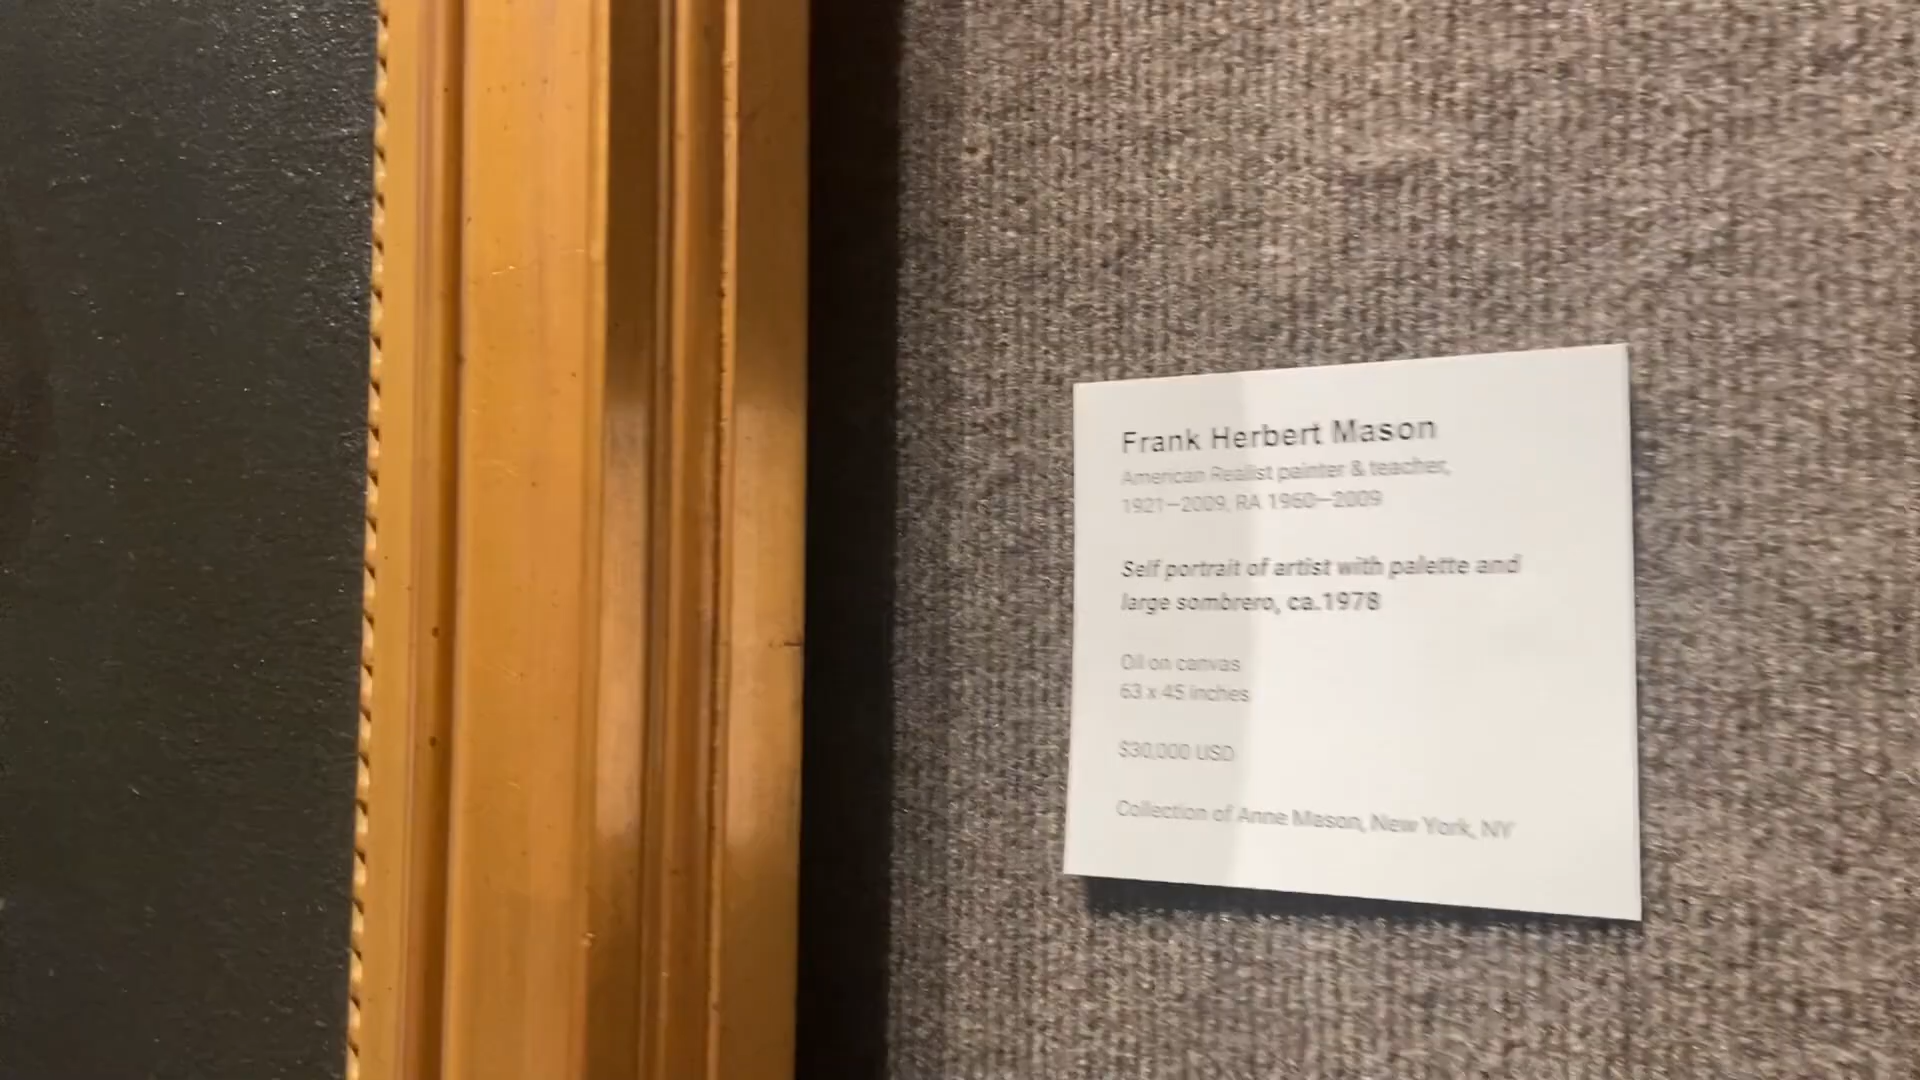 Frank Herbert Mason
American Realist painter & teacher,
1921–2009, RA 1960–2009
Self portrait of artist with palette and
large sombrero, ca.1978
Oil on canvas
63 x 45 inches
$30,000 USD
Collection of Anne Mason, New York, NY